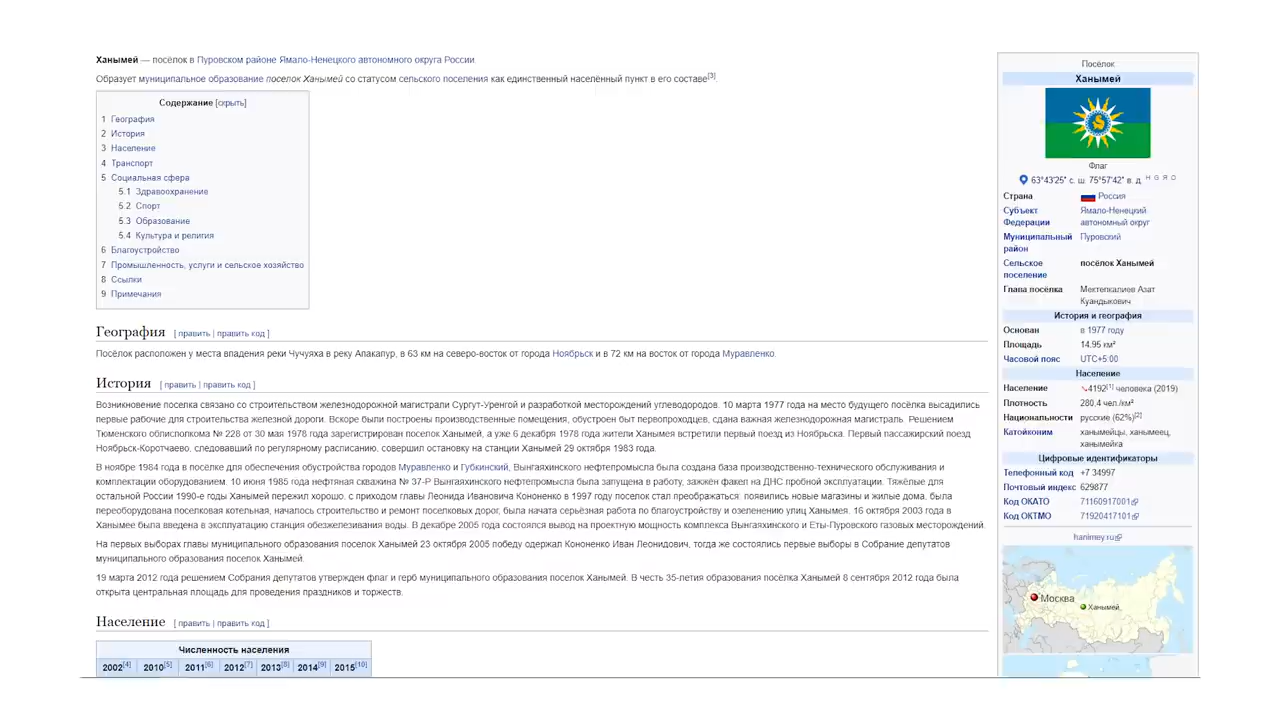 Ханымей — посёлок в Пуровском районе Ямало-Ненецкого автономного округа России
Образует муниципальное образование поселок Ханымей со статусом сельского поселения как единственный населённый пункт в его составе[3].
Содержание [скрыть]
1 География
2 История
3 Население
4 Транспорт
5 Социальная сфера
5.1 Здравоохранение
5.2 Спорт
5.3 Образование
5.4 Культура и религия
6 Благоустройство
7 Промышленность, услуги и сельское хозяйство
8 Ссылки
9 Примечания
География [ править | править код ]
Посёлок расположен у места впадения реки Чучуяха в реку Апакапур, в 63 км на северо-восток от города Ноябрьск и в 72 км на восток от города Муравленко.
История [ править | править код ]
Возникновение поселка связано со строительством железнодорожной магистрали Сургут-Уренгой и разработкой месторождений углеводородов. 10 марта 1977 года на место будущего посёлка высадились
первые рабочие для строительства железной дороги. Вскоре были построены производственные помещения, обустроен быт первопроходцев, сдана важная железнодорожная магистраль. Решением
Тюменского облисполкома № 228 от 30 мая 1978 года зарегистрирован поселок Ханымей, а уже 6 декабря 1978 года жители Ханымея встретили первый поезд из Ноябрьска. Первый пассажирский поезд
Ноябрьск-Коротчаево, следовавший по регулярному расписанию, совершил остановку на станции Ханымей 29 октября 1983 года.
В ноябре 1984 года в посёлке для обеспечения обустройства городов Муравленко и Губкинский, Вынгаяхинского нефтепромысла была создана база производственно-технического обслуживания и
комплектации оборудованием. 10 июня 1985 года нефтяная скважина № 37-Р Вынгаяхинского нефтепромысла была запущена в работу, зажжён факел на ДНС пробной эксплуатации. Тяжёлые для
остальной России 1990-е годы Ханымей пережил хорошо, с приходом главы Леонида Ивановича Кононенко в 1997 году поселок стал преображаться: появились новые магазины и жилые дома, была
переоборудована поселковая котельная, началось строительство и ремонт поселковых дорог, была начата серьёзная работа по благоустройству и озеленению улиц Ханымея. 16 октября 2003 года в
Ханымее была введена в эксплуатацию станция обезжелезивания воды. В декабре 2005 года состоялся вывод на проектную мощность комплекса Вынгаяхинского и Еты-Пуровского газовых месторождений.
На первых выборах главы муниципального образования поселок Ханымей 23 октября 2005 победу одержал Кононенко Иван Леонидович, тогда же состоялись первые выборы в Собрание депутатов
муниципального образования поселок Ханымей.
19 марта 2012 года решением Собрания депутатов утвержден флаг и герб муниципального образования поселок Ханымей. В честь 35-летия образования посёлка Ханымей 8 сентября 2012 года была
открыта центральная площадь для проведения праздников и торжеств.
Население [ править | править код ]
Численность населения
2002[4] 2010[5] 2011[6] 2012[7] 2013[8] 2014[9] 2015[10]
Посёлок
Ханымей
Флаг
63°43′25″ с. ш. 75°57′42″ в. д. H G Я O
Страна Россия
Субъект Федерации Ямало-Ненецкий автономный округ
Муниципальный район Пуровский
Сельское поселение посёлок Ханымей
Глава посёлка Мектепкалиев Азат Куандыкович
История и география
Основан в 1977 году
Площадь 14.95 км²
Часовой пояс UTC+5:00
Население
Население ↘4192[1] человека (2019)
Плотность 280,4 чел./км²
Национальности русские (62%)[2]
Катойконим ханымейцы, ханымеец, ханымейка
Цифровые идентификаторы
Телефонный код +7 34997
Почтовый индекс 629877
Код ОКАТО 71160917001
Код ОКТМО 71920417101
hanimey.ru
Москва
Ханымей